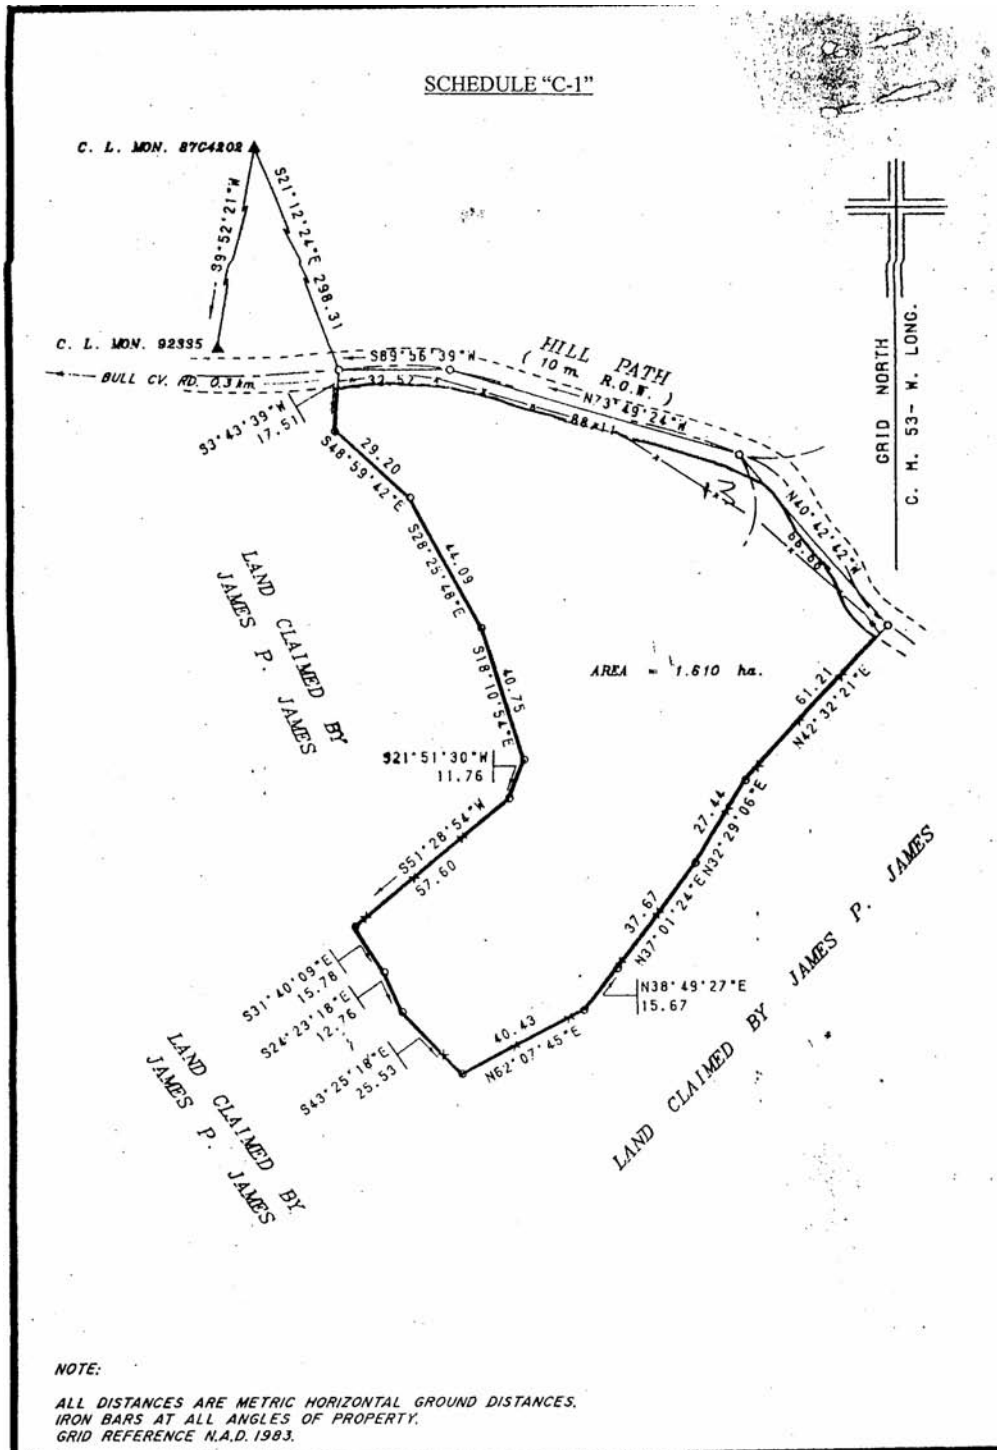 SCHEDULE "C-1"
C. L. MON. 87G4202
S9°52'21"W
S21°12'24"E 298.31
C. L. MON. 92335
BULL CV. RD. 0.3 km
S89°56'39"W
32.52
HILL PATH
( 10 m R.O.W. )
N73°49'24"W
88.11
GRID NORTH
C. M. 53- W. LONG.
S3°43'39"W
17.51
29.20
S48°59'42"E
N40°42'42"W
66.68
44.09
S28°25'48"E
LAND CLAIMED BY
JAMES P. JAMES
40.75
S18°10'54"E
AREA = 1.610 ha.
61.21
N42°32'21"E
S21°51'30"W
11.76
27.44
N32°29'06"E
S51°28'54"W
57.60
37.67
N37°01'24"E
S31°40'09"E
15.78
S24°23'18"E
12.76
S43°25'18"E
25.53
N38°49'27"E
15.67
40.43
N62°07'45"E
LAND CLAIMED BY JAMES P. JAMES
LAND CLAIMED BY
JAMES P. JAMES
NOTE:
ALL DISTANCES ARE METRIC HORIZONTAL GROUND DISTANCES.
IRON BARS AT ALL ANGLES OF PROPERTY.
GRID REFERENCE N.A.D. 1983.